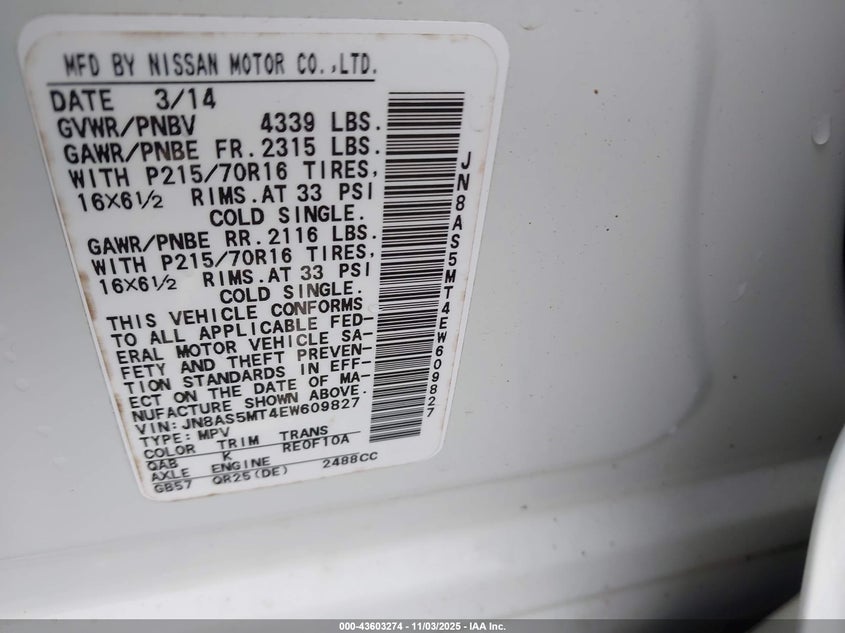 MFD BY NISSAN MOTOR CO.,LTD.
DATE 3/14
GVWR/PNBV 4339 LBS.
GAWR/PNBE FR. 2315 LBS.
WITH P215/70R16 TIRES,
16X6½ RIMS.AT 33 PSI
COLD SINGLE.
GAWR/PNBE RR. 2116 LBS.
WITH P215/70R16 TIRES,
16X6½ RIMS.AT 33 PSI
COLD SINGLE.
THIS VEHICLE CONFORMS
TO ALL APPLICABLE FED-
ERAL MOTOR VEHICLE SA-
FETY AND THEFT PREVEN-
TION STANDARDS IN EFF-
ECT ON THE DATE OF MA-
NUFACTURE SHOWN ABOVE.
VIN: JN8AS5MT4EW609827
TYPE: MPV
COLOR TRIM TRANS
QAB K RE0F10A
AXLE ENGINE
GB57 QR25(DE) 2488CC
JN8AS5MT4EW609827
000-43603274 - 11/03/2025 - IAA Inc.